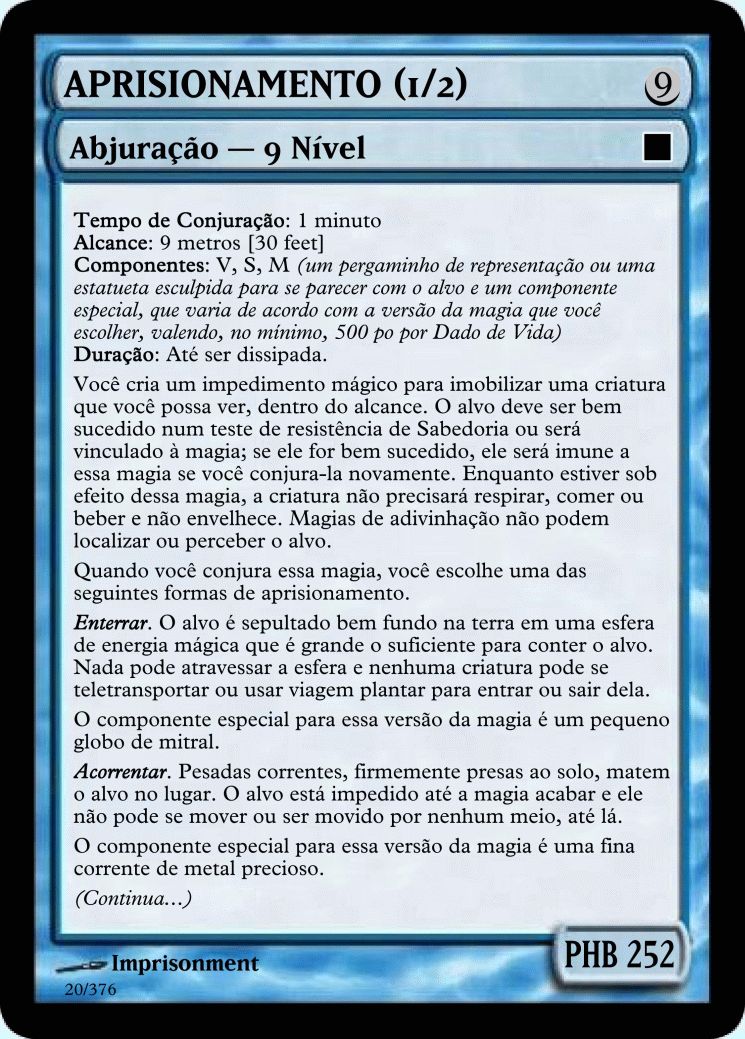 APRISIONAMENTO (1/2)
9
Abjuração — 9 Nível
Tempo de Conjuração: 1 minuto
Alcance: 9 metros [30 feet]
Componentes: V, S, M (um pergaminho de representação ou uma
estatueta esculpida para se parecer com o alvo e um componente
especial, que varia de acordo com a versão da magia que você
escolher, valendo, no mínimo, 500 po por Dado de Vida)
Duração: Até ser dissipada.
Você cria um impedimento mágico para imobilizar uma criatura
que você possa ver, dentro do alcance. O alvo deve ser bem
sucedido num teste de resistência de Sabedoria ou será
vinculado à magia; se ele for bem sucedido, ele será imune a
essa magia se você conjura-la novamente. Enquanto estiver sob
efeito dessa magia, a criatura não precisará respirar, comer ou
beber e não envelhece. Magias de adivinhação não podem
localizar ou perceber o alvo.
Quando você conjura essa magia, você escolhe uma das
seguintes formas de aprisionamento.
Enterrar. O alvo é sepultado bem fundo na terra em uma esfera
de energia mágica que é grande o suficiente para conter o alvo.
Nada pode atravessar a esfera e nenhuma criatura pode se
teletransportar ou usar viagem plantar para entrar ou sair dela.
O componente especial para essa versão da magia é um pequeno
globo de mitral.
Acorrentar. Pesadas correntes, firmemente presas ao solo, matem
o alvo no lugar. O alvo está impedido até a magia acabar e ele
não pode se mover ou ser movido por nenhum meio, até lá.
O componente especial para essa versão da magia é uma fina
corrente de metal precioso.
(Continua...)
PHB 252
Imprisonment
20/376